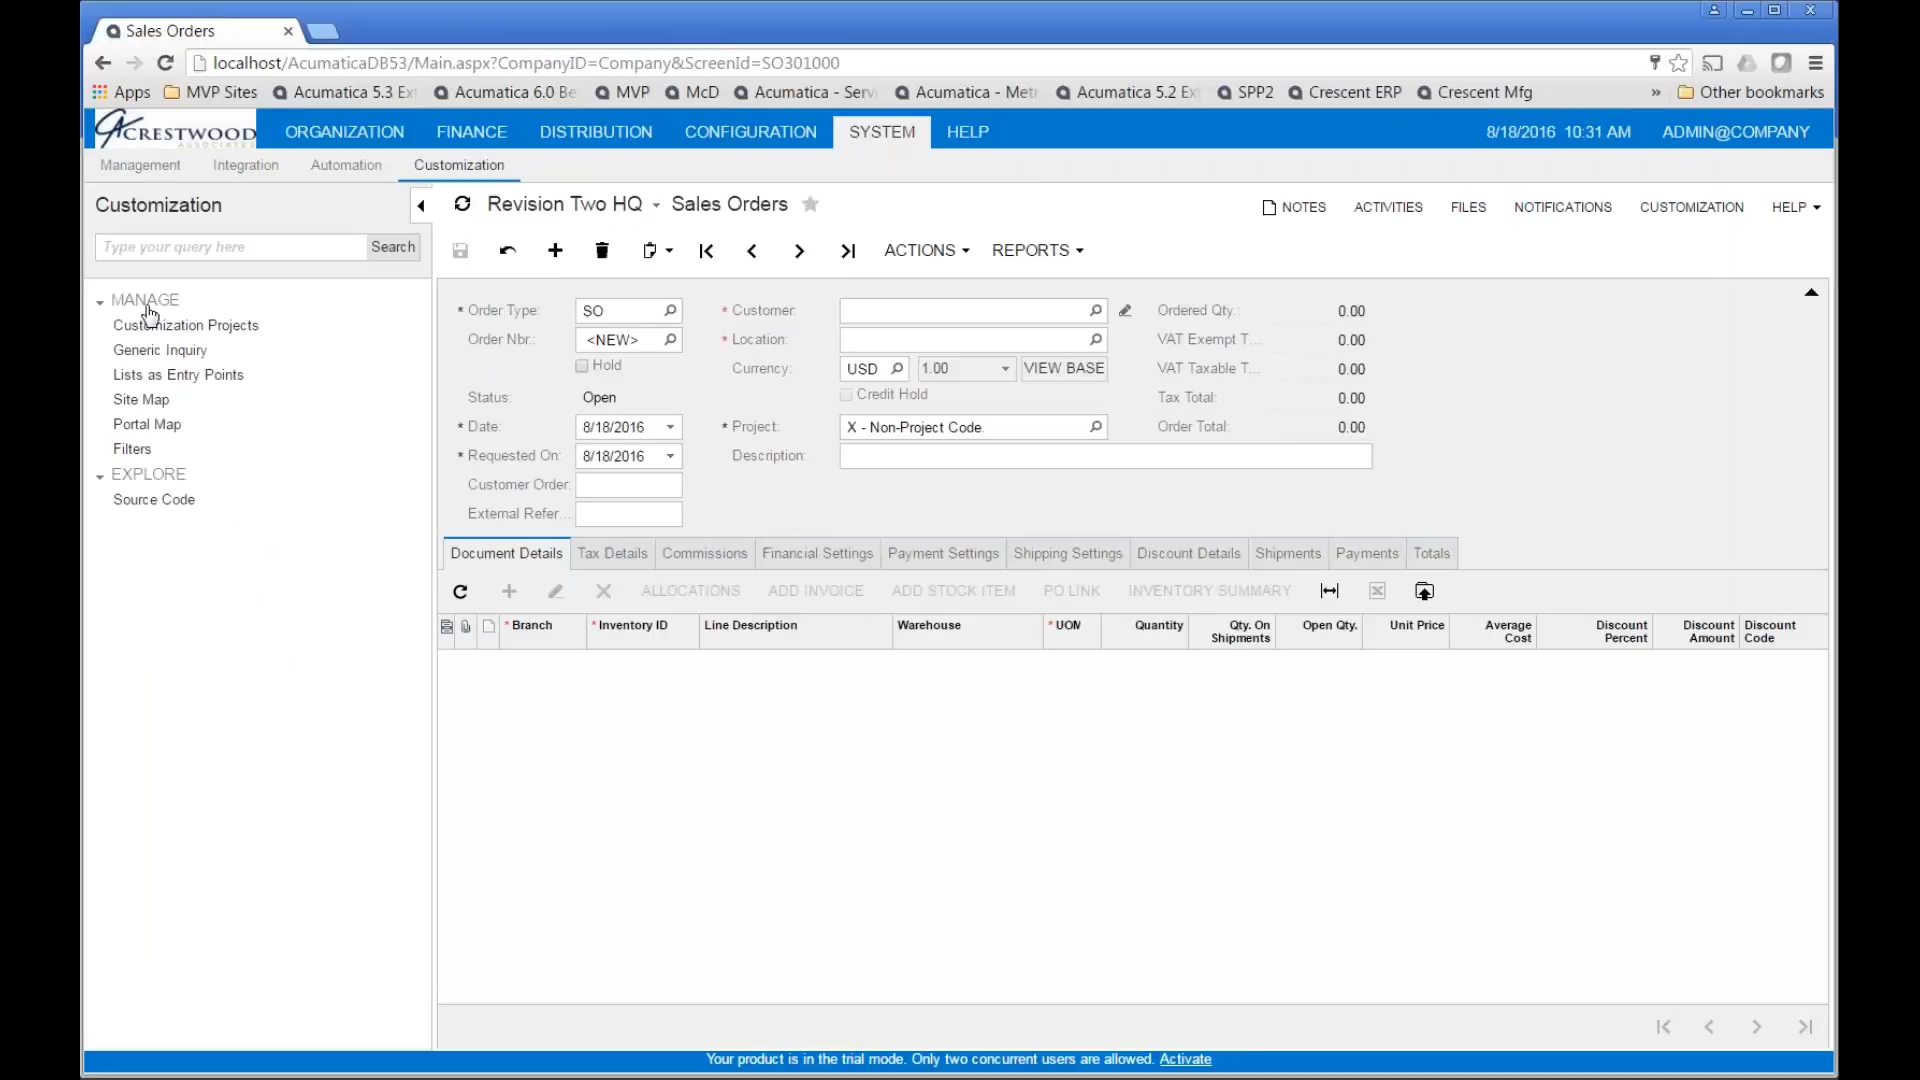 Sales Orders
localhost/AcumaticaDB53/Main.aspx?CompanyID=Company&ScreenId=SO301000
Apps MVP Sites Acumatica 5.3 Ext Acumatica 6.0 Be MVP McD Acumatica - Serv Acumatica - Met Acumatica 5.2 Ex SPP2 Crescent ERP Crescent Mfg » Other bookmarks
CRESTWOOD ASSOCIATES ORGANIZATION FINANCE DISTRIBUTION CONFIGURATION SYSTEM HELP 8/18/2016 10:31 AM ADMIN@COMPANY
Management Integration Automation Customization
Customization
Type your query here Search
MANAGE
Customization Projects
Generic Inquiry
Lists as Entry Points
Site Map
Portal Map
Filters
EXPLORE
Source Code
Revision Two HQ - Sales Orders NOTES ACTIVITIES FILES NOTIFICATIONS CUSTOMIZATION HELP
ACTIONS REPORTS
* Order Type: SO * Customer: Ordered Qty.: 0.00
Order Nbr.: <NEW> * Location: VAT Exempt T... 0.00
Hold Currency: USD 1.00 VIEW BASE VAT Taxable T... 0.00
Status: Open Credit Hold Tax Total: 0.00
* Date: 8/18/2016 * Project: X - Non-Project Code. Order Total: 0.00
* Requested On: 8/18/2016 Description:
Customer Order:
External Refer...
Document Details Tax Details Commissions Financial Settings Payment Settings Shipping Settings Discount Details Shipments Payments Totals
ALLOCATIONS ADD INVOICE ADD STOCK ITEM PO LINK INVENTORY SUMMARY
* Branch * Inventory ID Line Description Warehouse * UOM Quantity Qty. On Shipments Open Qty. Unit Price Average Cost Discount Percent Discount Amount Discount Code
Your product is in the trial mode. Only two concurrent users are allowed. Activate